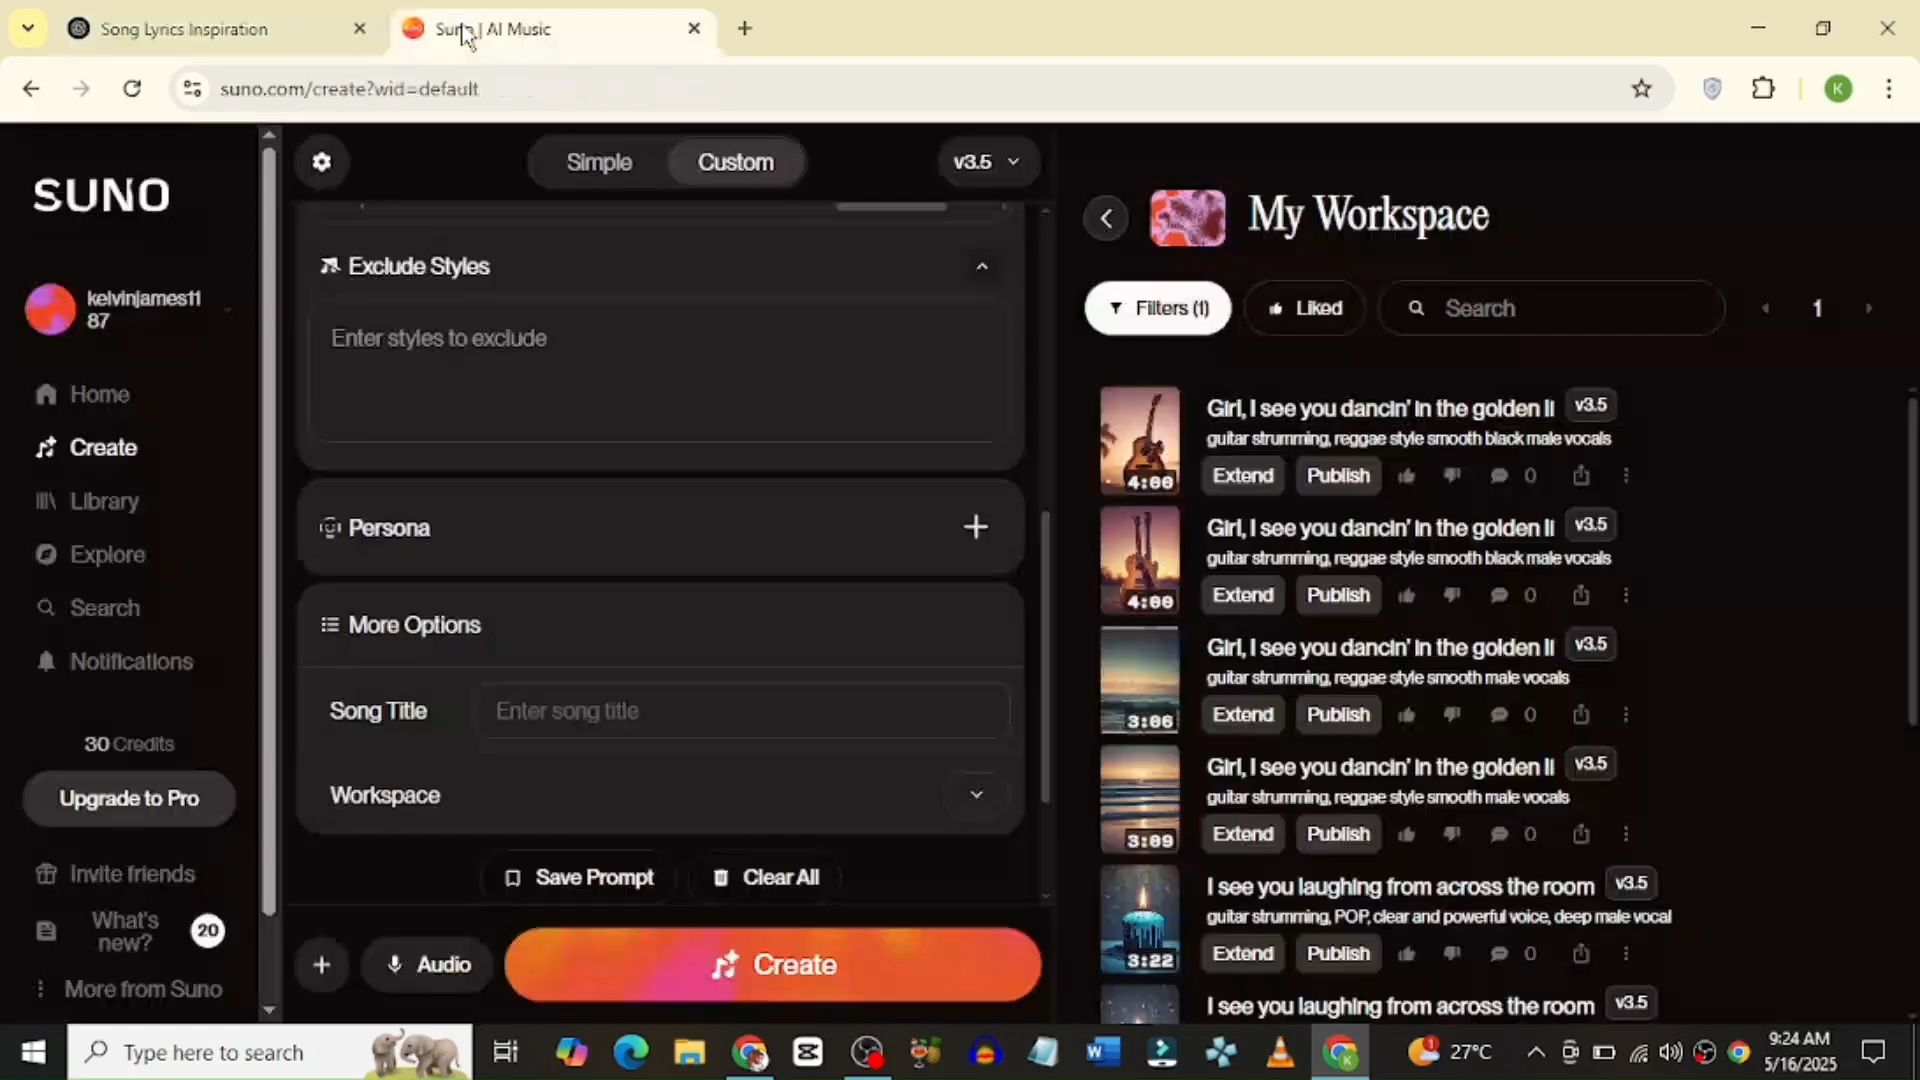 Song Lyrics Inspiration
Suno | AI Music
suno.com/create?wid=default
K
SUNO
kelvinjames11
87
Home
Create
Library
Explore
Search
Notifications
30 Credits
Upgrade to Pro
Invite friends
What's
new?
20
More from Suno
Simple
Custom
v3.5
Exclude Styles
Enter styles to exclude
Persona
More Options
Song Title
Enter song title
Workspace
Save Prompt
Clear All
Audio
Create
My Workspace
Filters (1)
Liked
Search
1
Girl, I see you dancin' in the golden li
v3.5
guitar strumming, reggae style smooth black male vocals
4:00
Extend
Publish
0
Girl, I see you dancin' in the golden li
v3.5
guitar strumming, reggae style smooth black male vocals
4:00
Extend
Publish
0
Girl, I see you dancin' in the golden li
v3.5
guitar strumming, reggae style smooth male vocals
3:06
Extend
Publish
0
Girl, I see you dancin' in the golden li
v3.5
guitar strumming, reggae style smooth male vocals
3:09
Extend
Publish
0
I see you laughing from across the room
v3.5
guitar strumming, POP, clear and powerful voice, deep male vocal
3:22
Extend
Publish
0
I see you laughing from across the room
v3.5
Type here to search
27°C
9:24 AM
5/16/2025